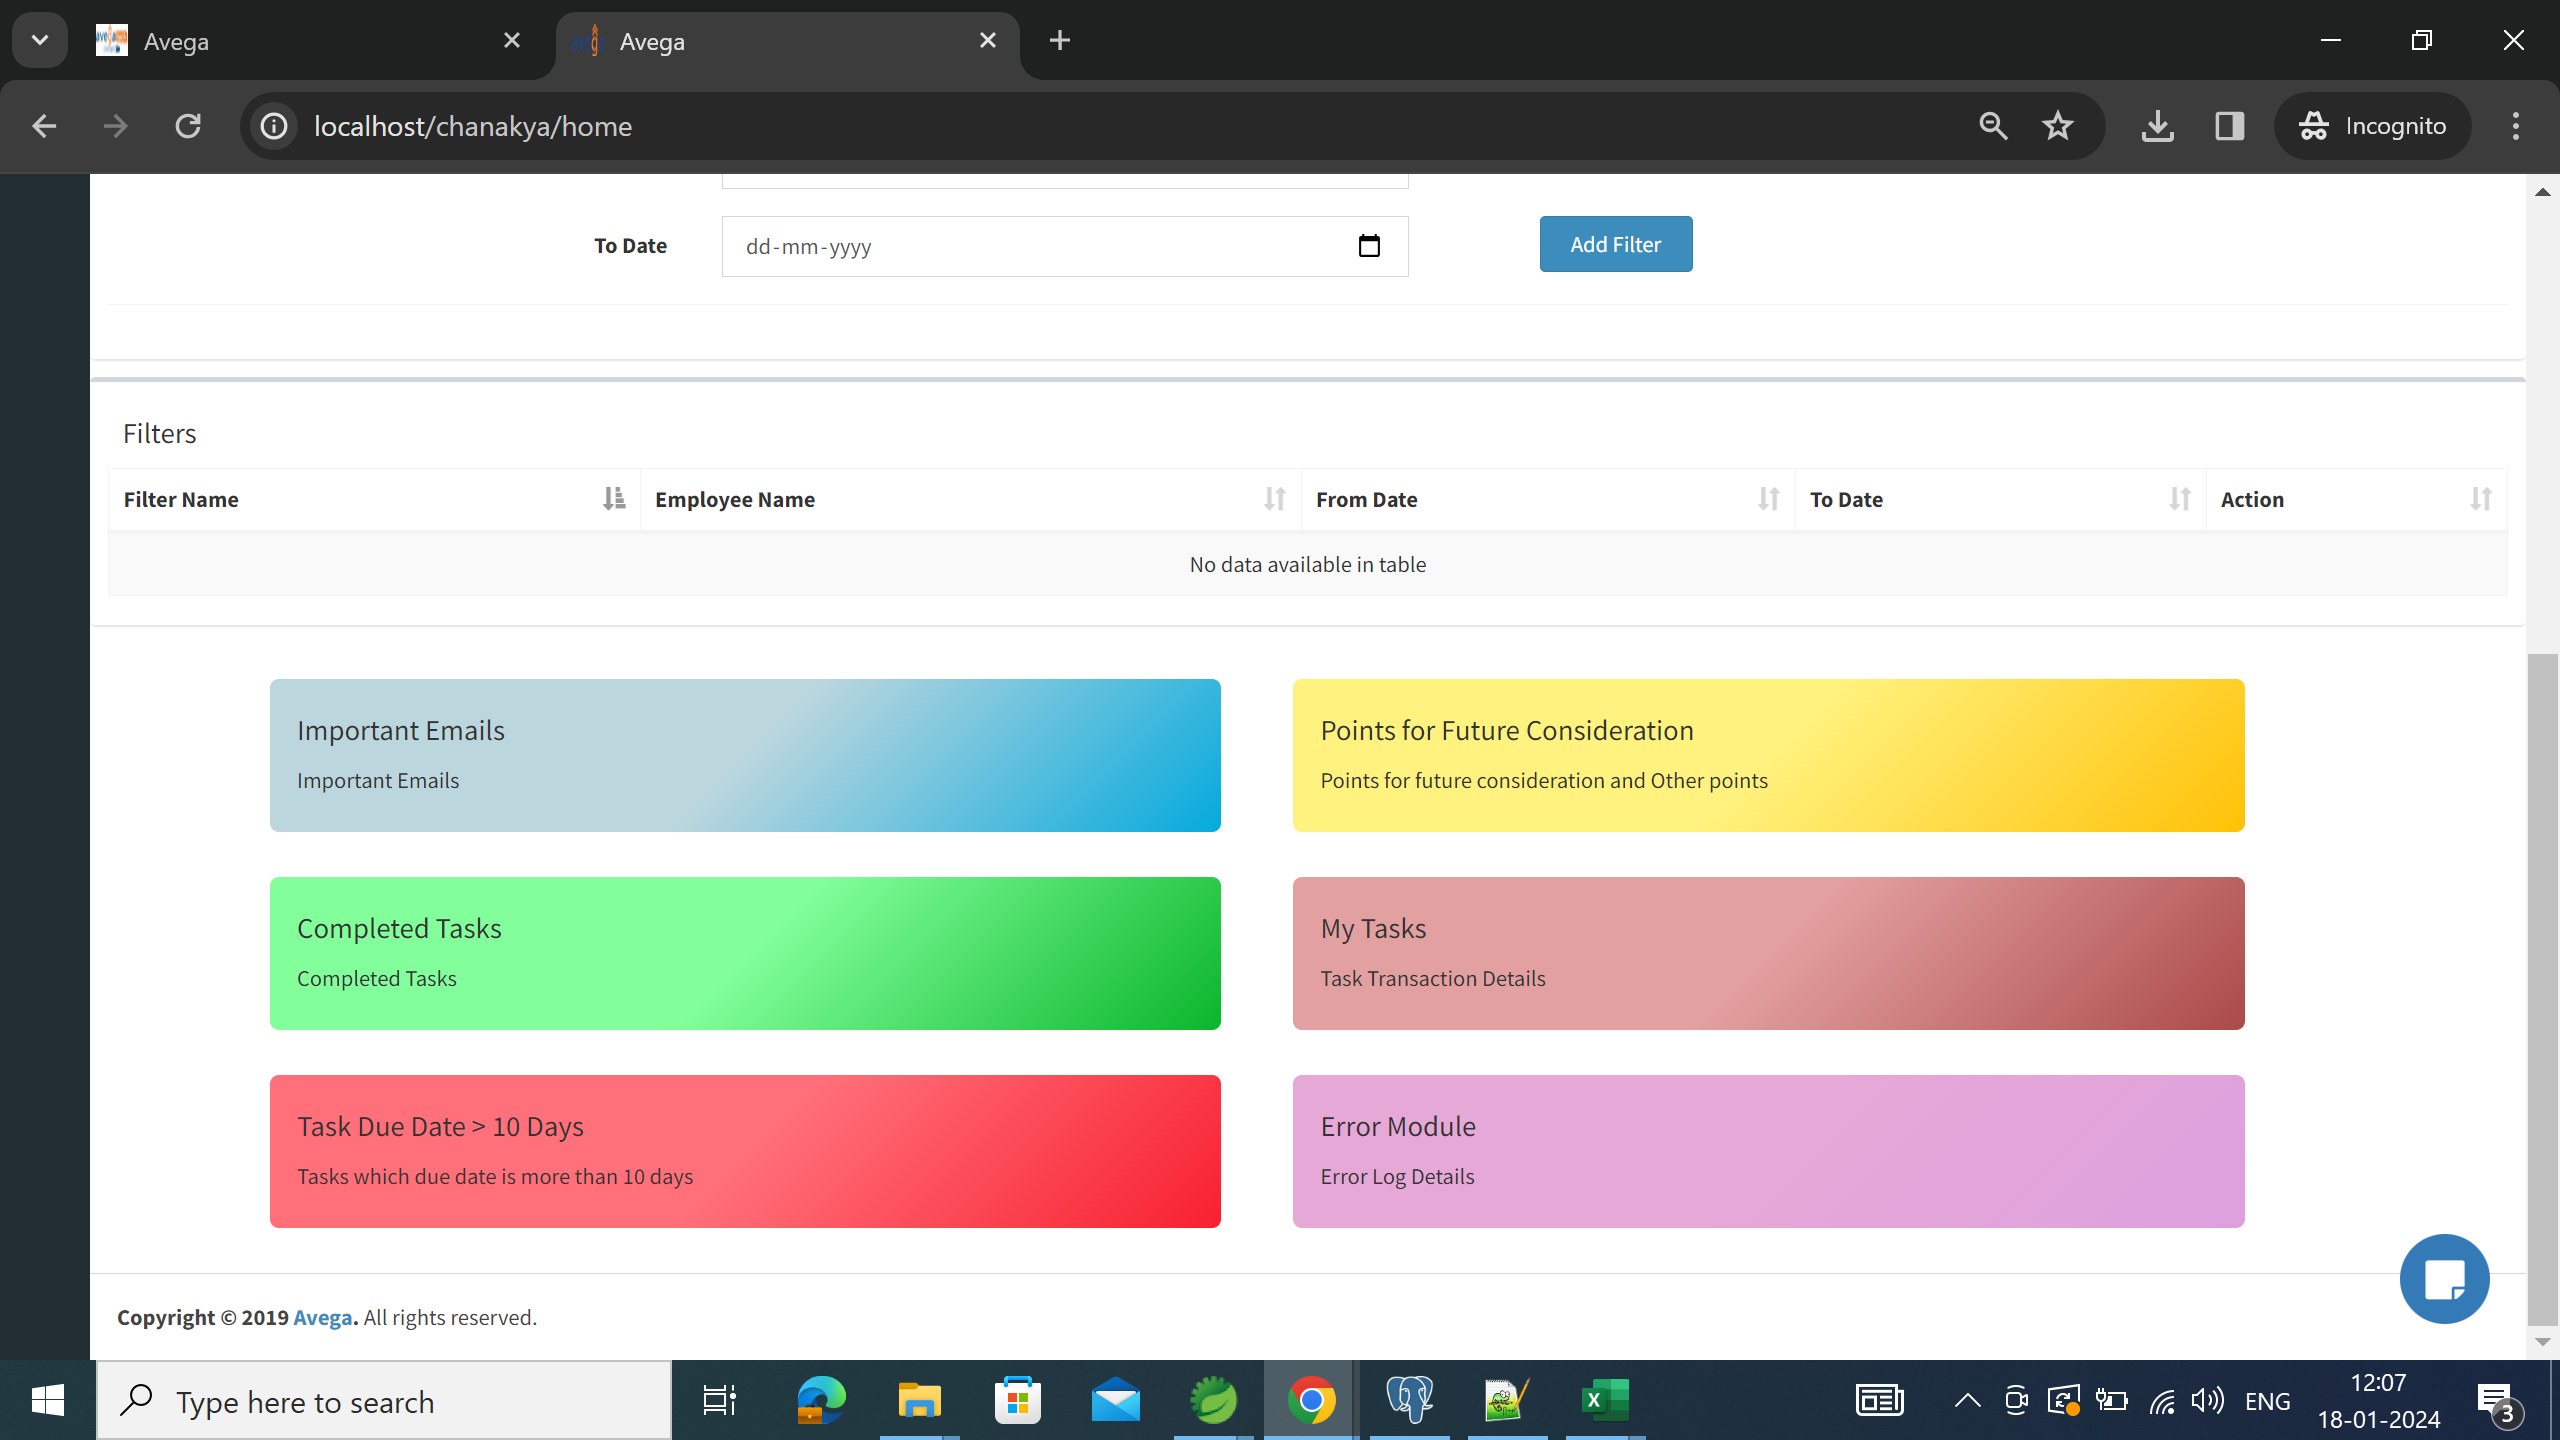 Avega
Avega
localhost/chanakya/home
Incognito
To Date
dd-mm-yyyy
Add Filter
Filters
Filter Name
Employee Name
From Date
To Date
Action
No data available in table
Important Emails
Important Emails
Points for Future Consideration
Points for future consideration and Other points
Completed Tasks
Completed Tasks
My Tasks
Task Transaction Details
Task Due Date > 10 Days
Tasks which due date is more than 10 days
Error Module
Error Log Details
Copyright © 2019 Avega. All rights reserved.
Type here to search
ENG
12:07
18-01-2024
3